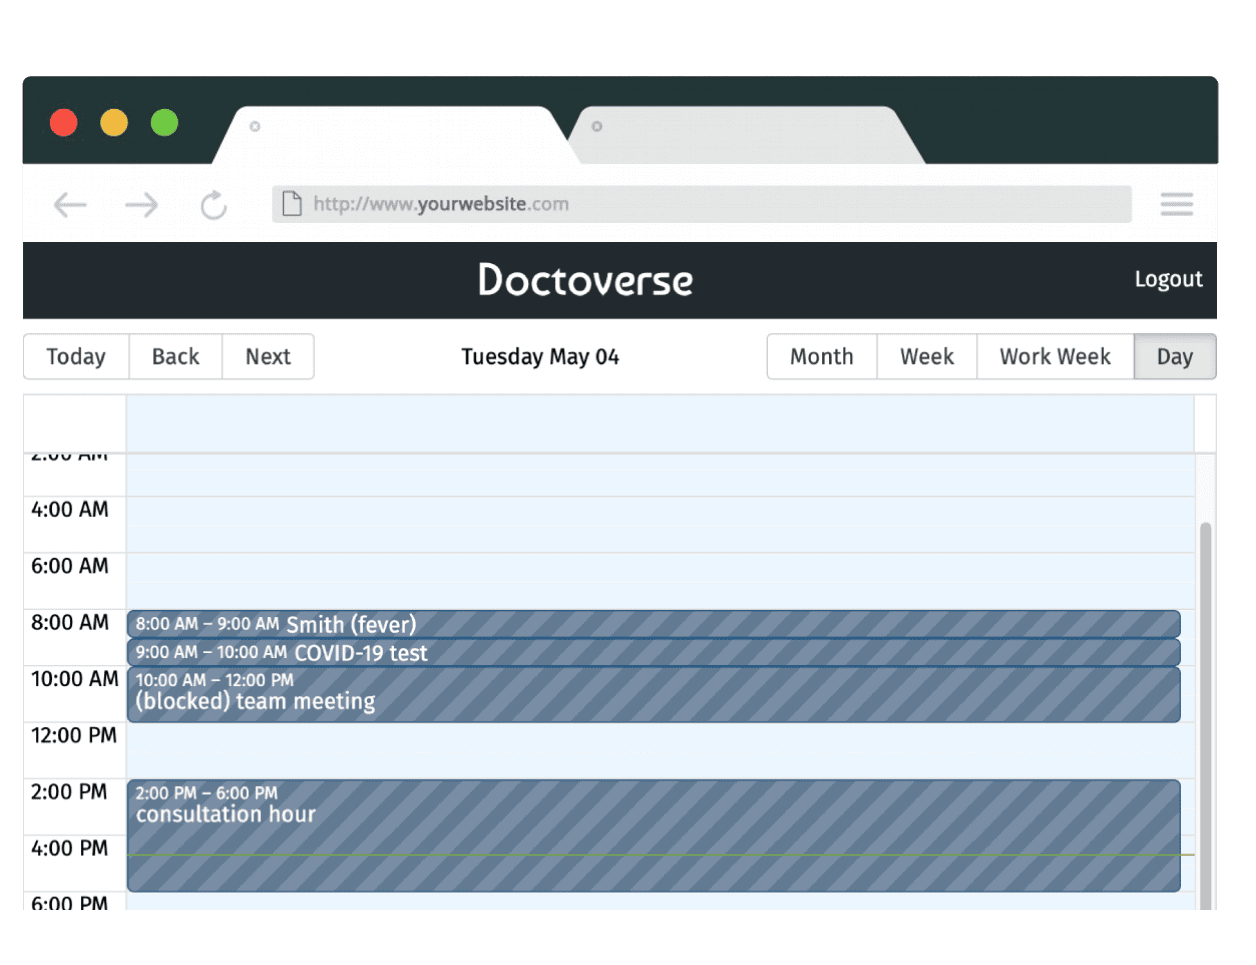 http://www.yourwebsite.com
Doctoverse
Logout
Today Back Next Tuesday May 04 Month Week Work Week Day
2:00 AM
4:00 AM
6:00 AM
8:00 AM 8:00 AM – 9:00 AM Smith (fever)
9:00 AM – 10:00 AM COVID-19 test
10:00 AM 10:00 AM – 12:00 PM
(blocked) team meeting
12:00 PM
2:00 PM 2:00 PM – 6:00 PM
consultation hour
4:00 PM
6:00 PM